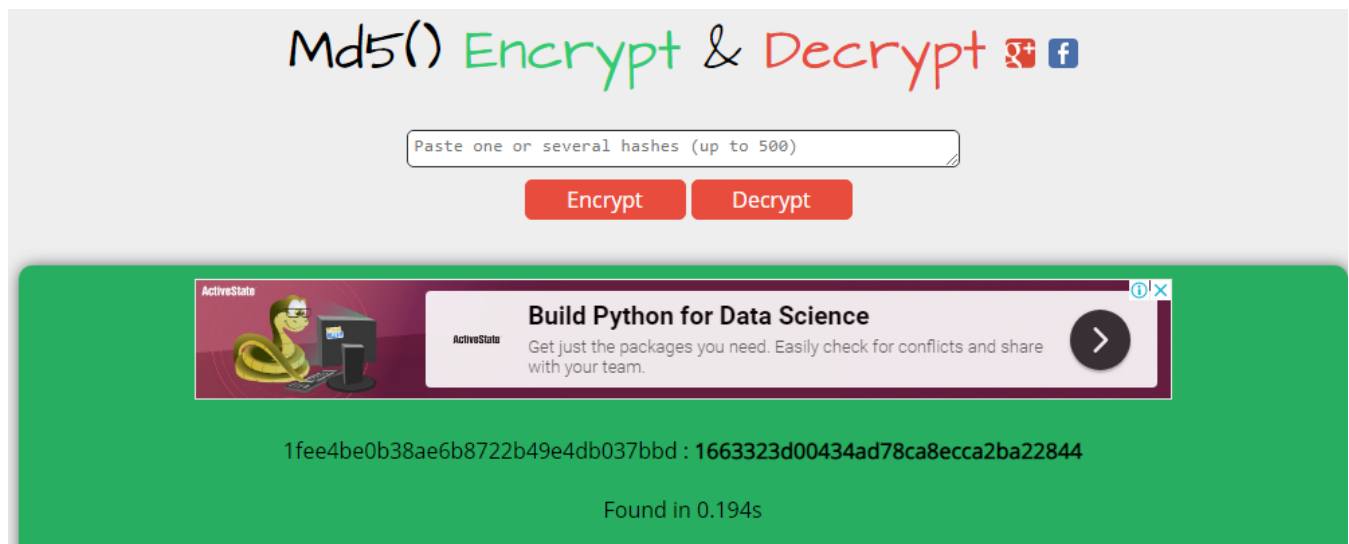 Md5() Encrypt & Decrypt g+ f
Paste one or several hashes (up to 500)
Encrypt Decrypt
ActiveState
Build Python for Data Science
ActiveState
Get just the packages you need. Easily check for conflicts and share
with your team.
1fee4be0b38ae6b8722b49e4db037bbd : 1663323d00434ad78ca8ecca2ba22844
Found in 0.194s